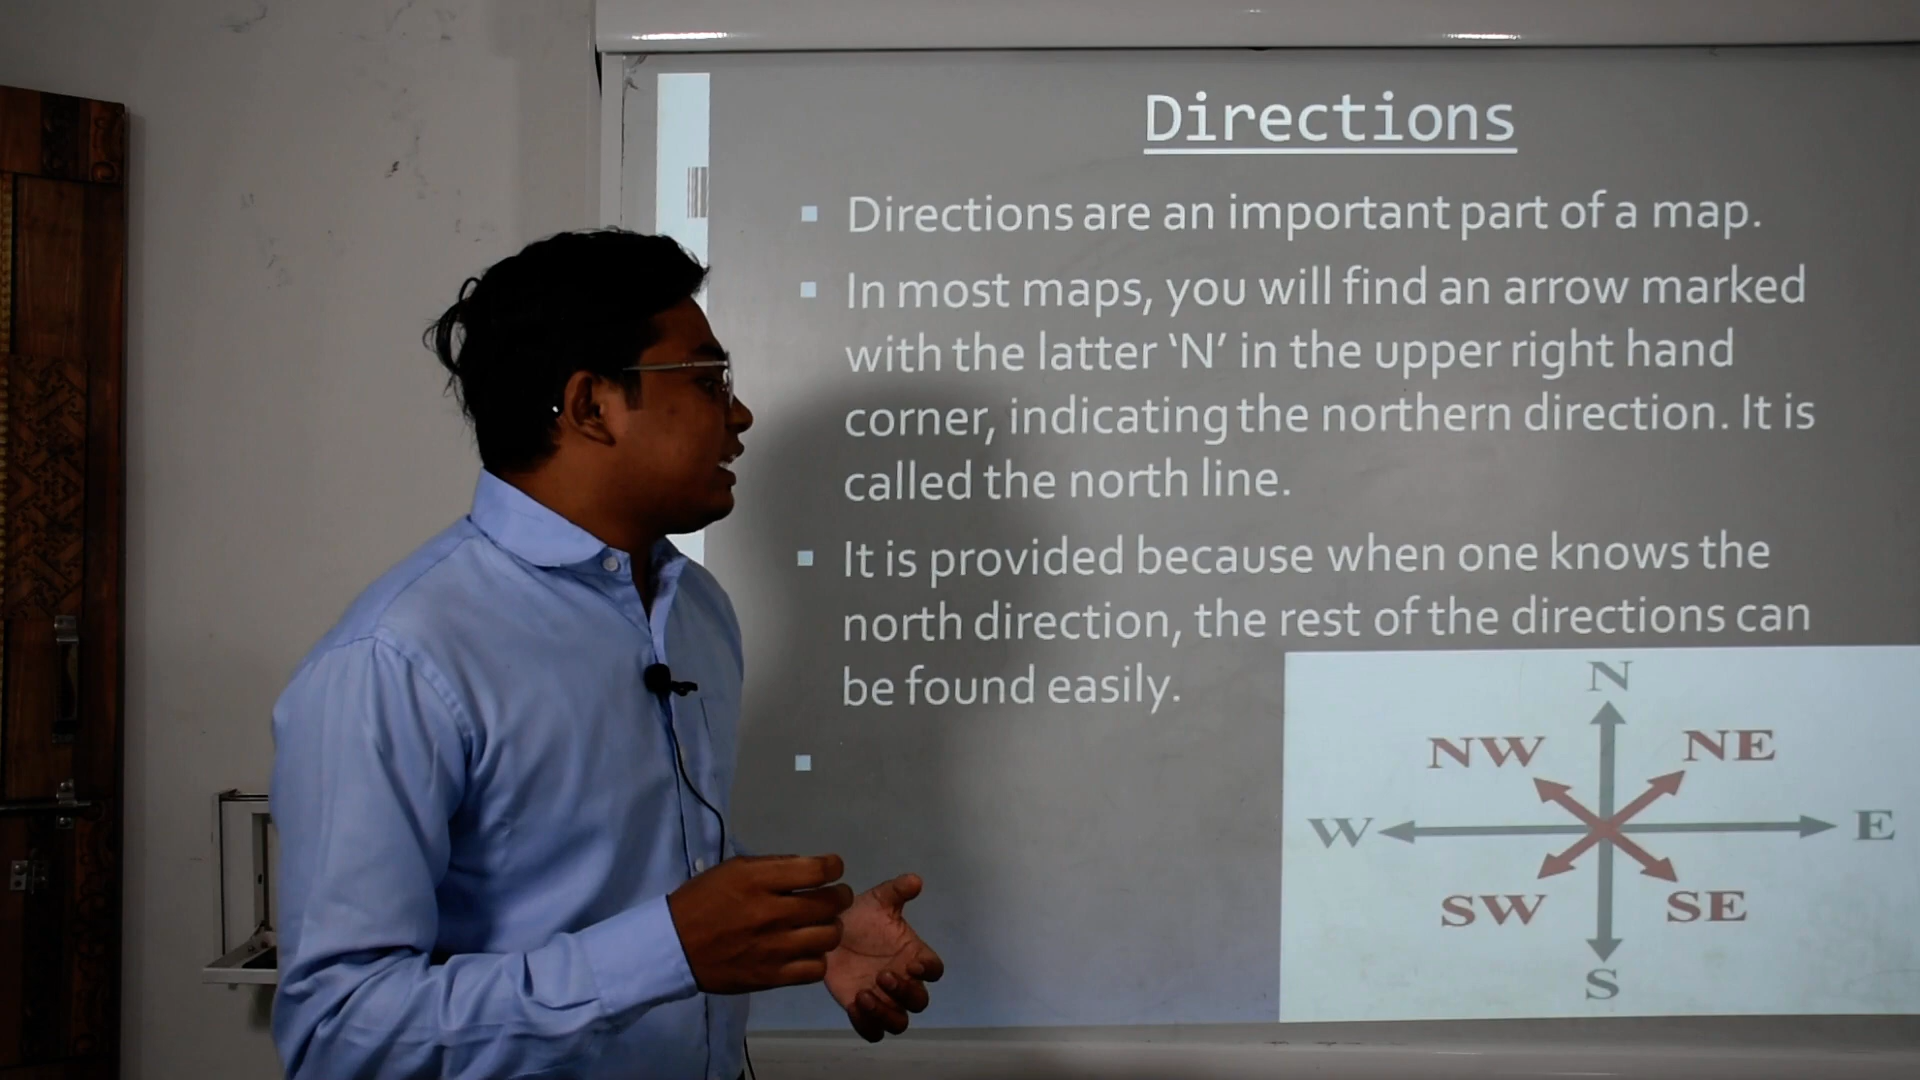 Directions
▪ Directions are an important part of a map.
▪ In most maps, you will find an arrow marked
with the latter ‘N’ in the upper right hand
corner, indicating the northern direction. It is
called the north line.
▪ It is provided because when one knows the
north direction, the rest of the directions can
be found easily.
▪
N
NW NE
W E
SW SE
S